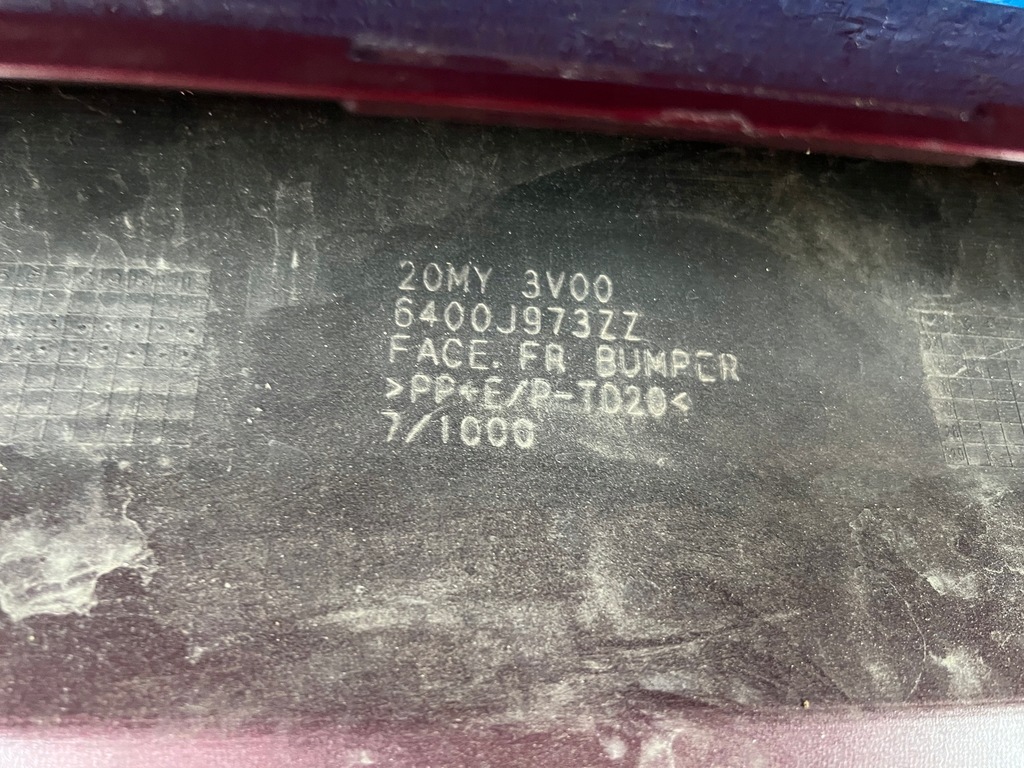 20MY 3V00
6400J973ZZ
FACE, FR BUMPER
>PP+E/P-TD20<
7/1000